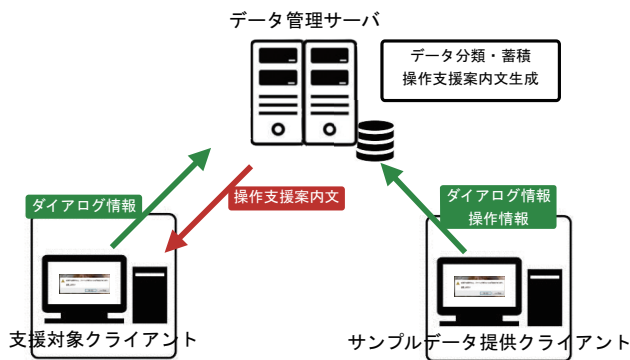 データ管理サーバ
データ分類・蓄積
操作支援案内文生成
ダイアログ情報
操作支援案内文
ダイアログ情報
操作情報
支援対象クライアント
サンプルデータ提供クライアント